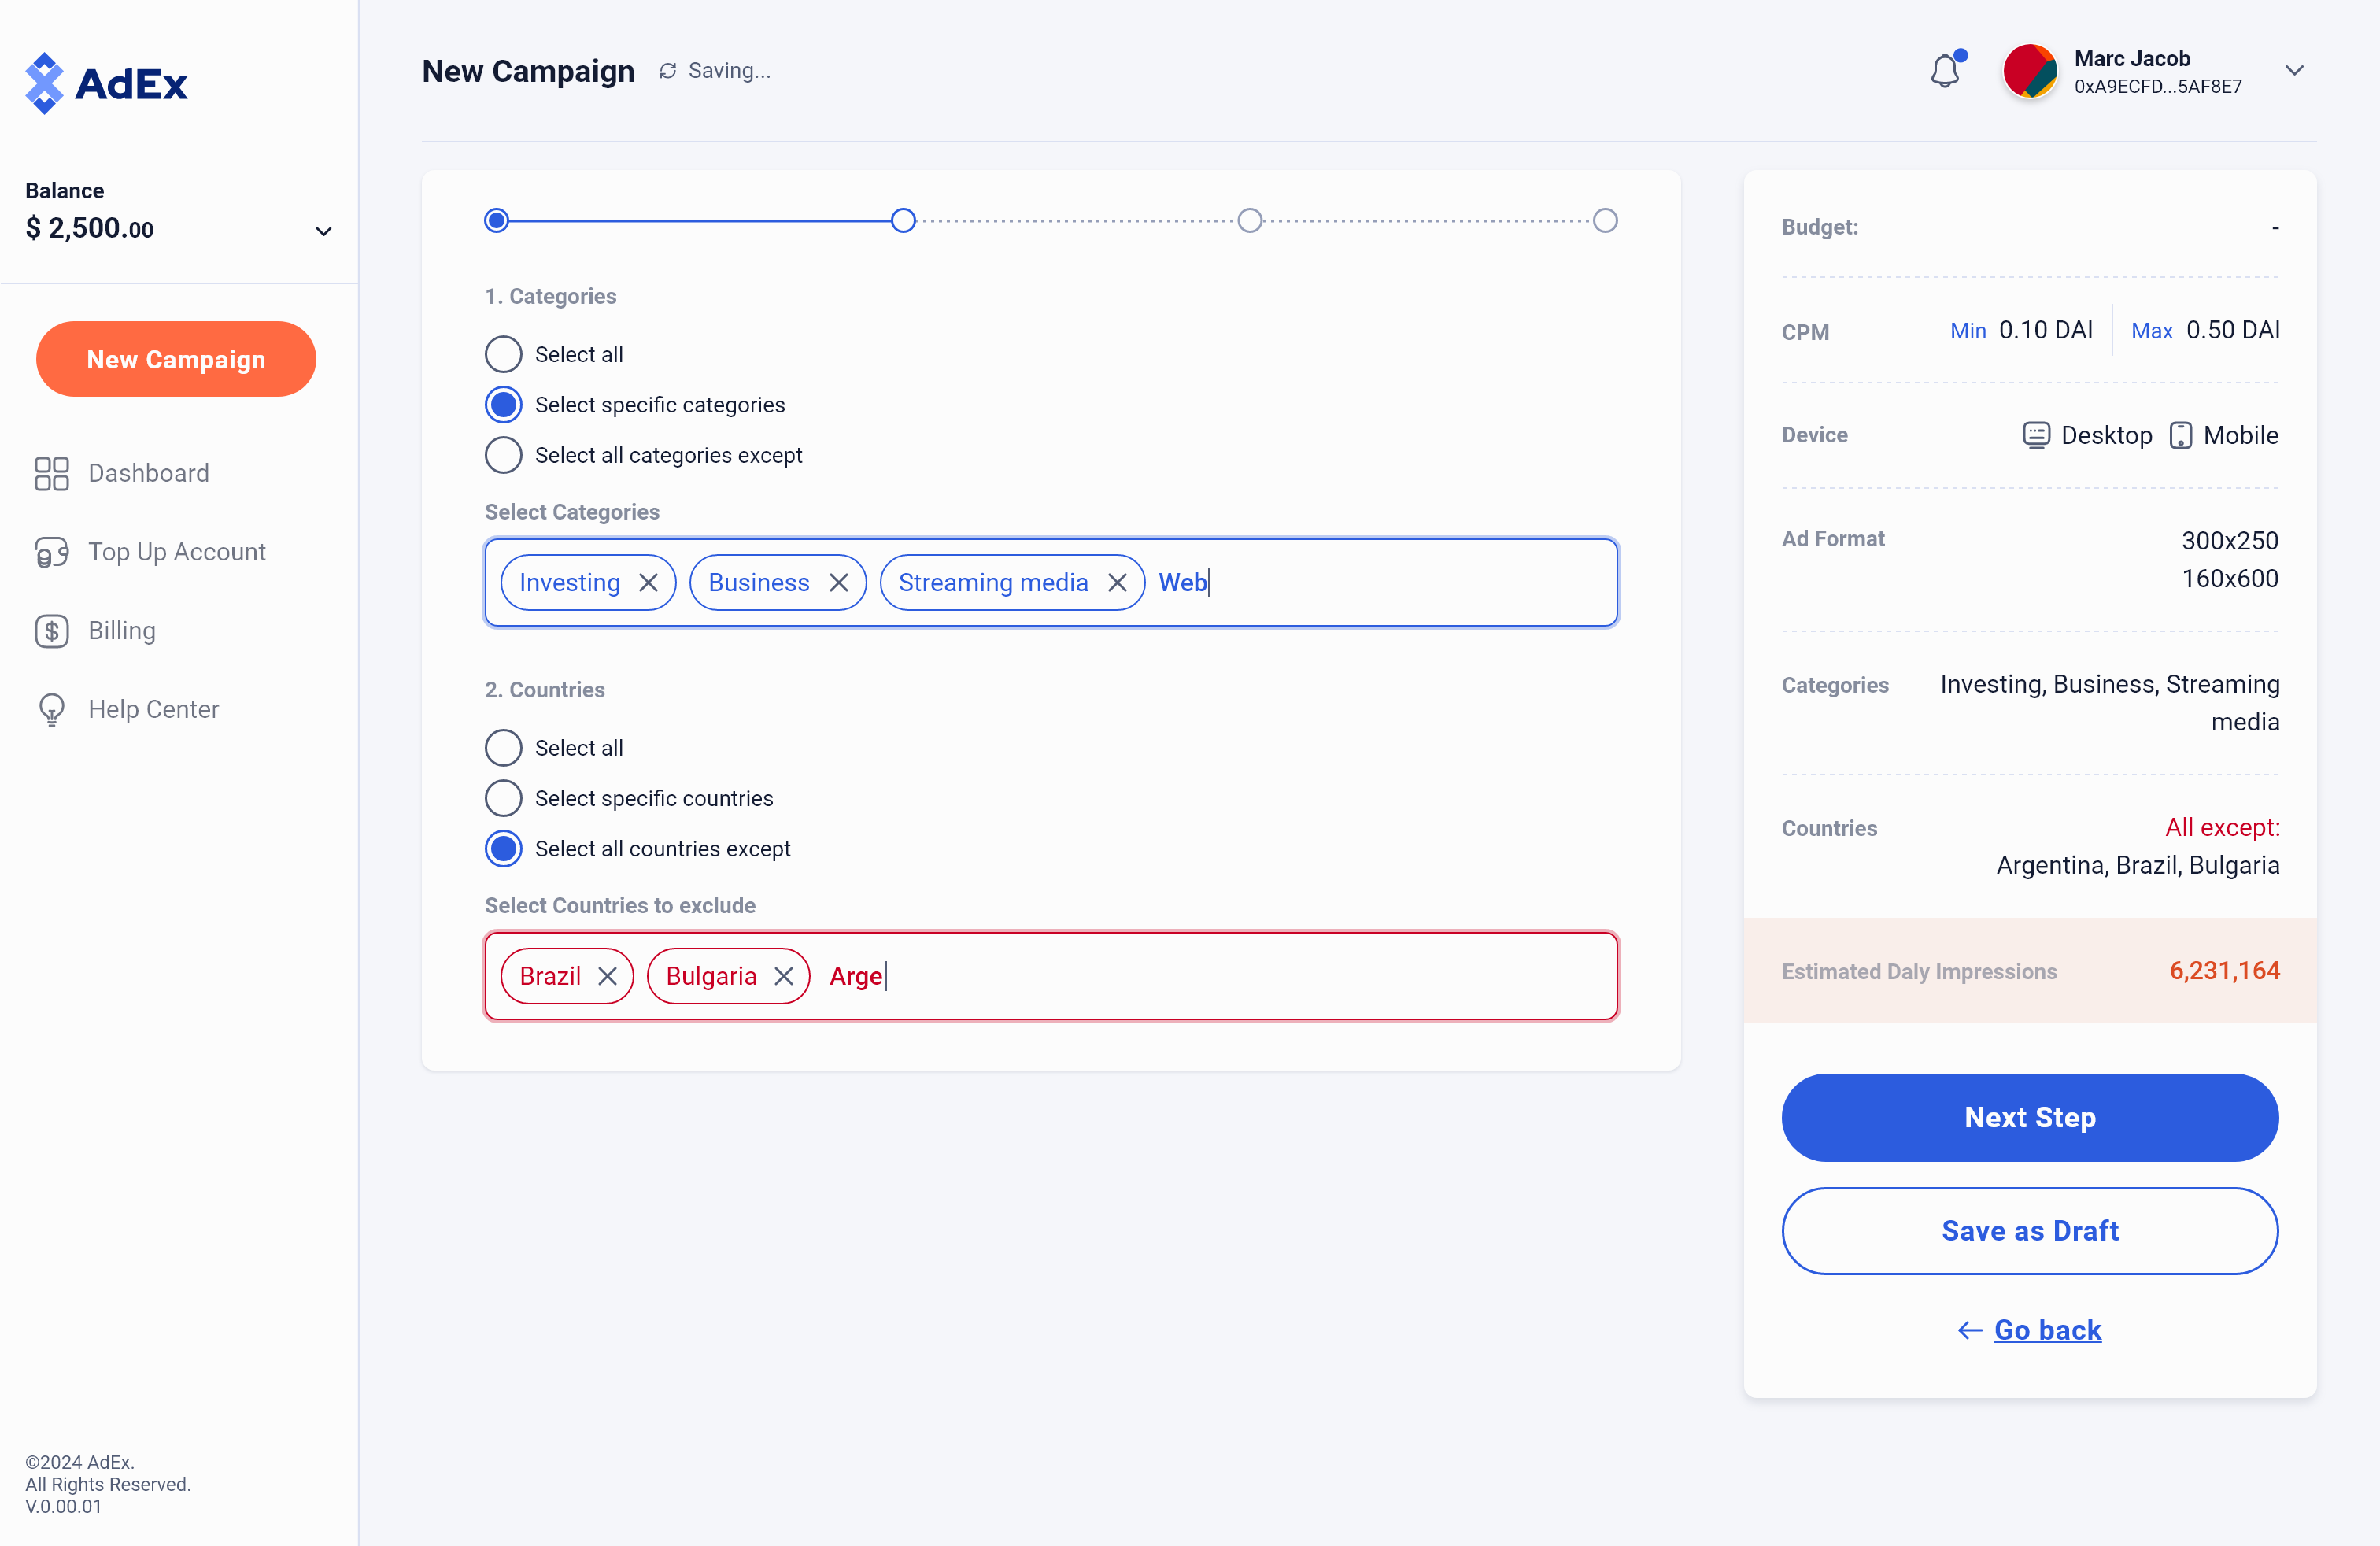 AdEx
Balance
$ 2,500.00
New Campaign
Dashboard
Top Up Account
Billing
Help Center
©2024 AdEx.
All Rights Reserved.
V.0.00.01
New Campaign Saving...
Marc Jacob
0xA9ECFD...5AF8E7
1. Categories
Select all
Select specific categories
Select all categories except
Select Categories
Investing Business Streaming media Web
2. Countries
Select all
Select specific countries
Select all countries except
Select Countries to exclude
Brazil Bulgaria Arge
Budget: -
CPM Min 0.10 DAI Max 0.50 DAI
Device Desktop Mobile
Ad Format 300x250
160x600
Categories Investing, Business, Streaming
media
Countries All except:
Argentina, Brazil, Bulgaria
Estimated Daly Impressions 6,231,164
Next Step
Save as Draft
Go back